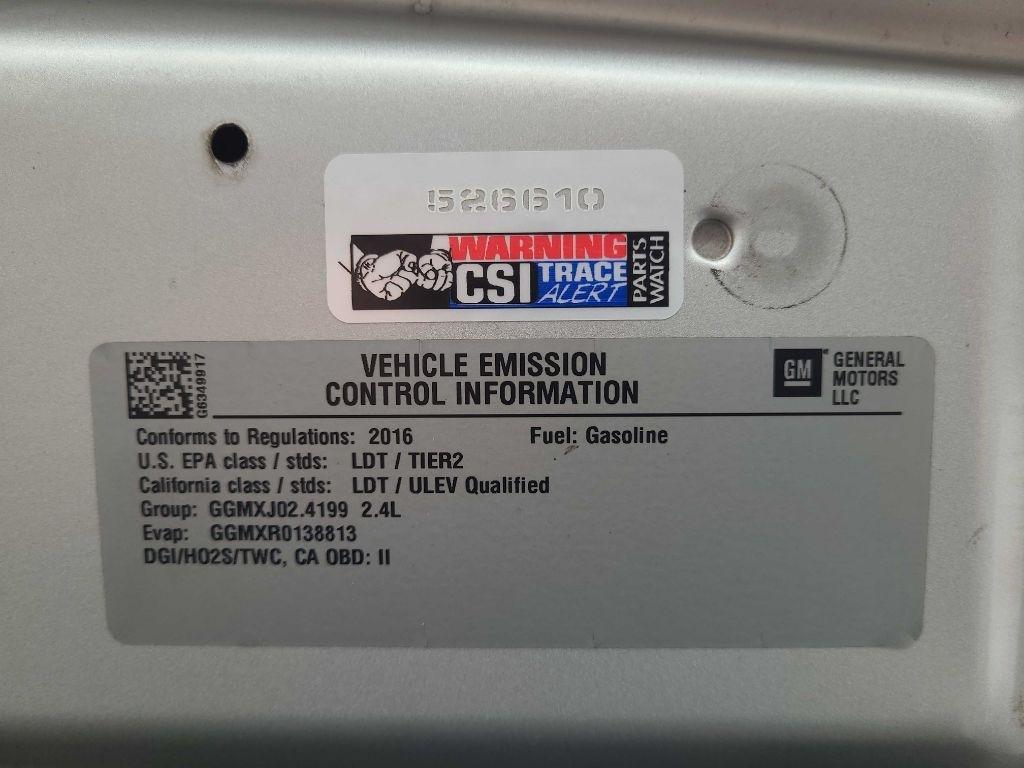 526610
WARNING
CSI TRACE
ALERT
PARTS
WATCH
G6349917
VEHICLE EMISSION
CONTROL INFORMATION
GM
GENERAL
MOTORS
LLC
Conforms to Regulations: 2016 Fuel: Gasoline
U.S. EPA class / stds: LDT / TIER2
California class / stds: LDT / ULEV Qualified
Group: GGMXJ02.4199 2.4L
Evap: GGMXR0138813
DGI/HO2S/TWC, CA OBD: II